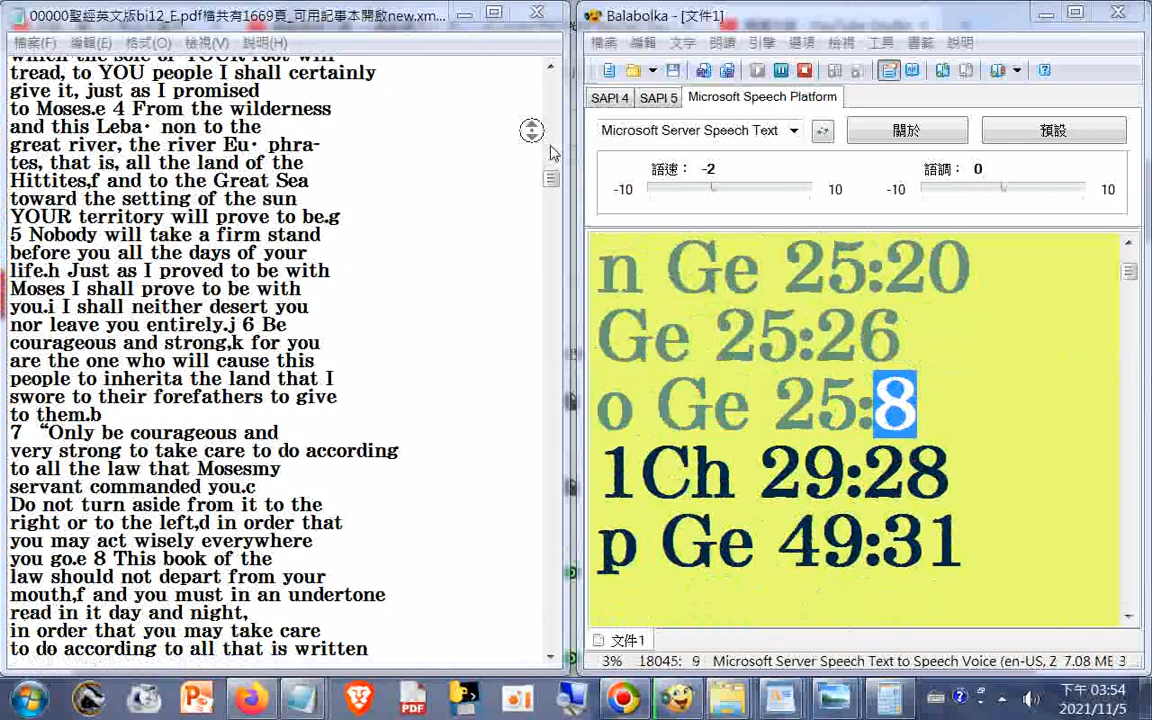 00000聖經英文版bi12_E.pdf檔共有1669頁_可用記事本開啟new.xm...
檔案(F) 編輯(E) 格式(O) 檢視(V) 說明(H)
which the sole of YOUR foot will
tread, to YOU people I shall certainly
give it, just as I promised
to Moses.e 4 From the wilderness
and this Leba· non to the
great river, the river Eu· phra-
tes, that is, all the land of the
Hittites,f and to the Great Sea
toward the setting of the sun
YOUR territory will prove to be.g
5 Nobody will take a firm stand
before you all the days of your
life.h Just as I proved to be with
Moses I shall prove to be with
you.i I shall neither desert you
nor leave you entirely.j 6 Be
courageous and strong,k for you
are the one who will cause this
people to inherita the land that I
swore to their forefathers to give
to them.b
7 “Only be courageous and
very strong to take care to do according
to all the law that Mosesmy
servant commanded you.c
Do not turn aside from it to the
right or to the left,d in order that
you may act wisely everywhere
you go.e 8 This book of the
law should not depart from your
mouth,f and you must in an undertone
read in it day and night,
in order that you may take care
to do according to all that is written
Balabolka - [文件1]
檔案 編輯 文字 朗讀 引擎 選項 檢視 工具 書籤 說明
SAPI 4 SAPI 5 Microsoft Speech Platform
Microsoft Server Speech Text 關於 預設
語速： -2 語調： 0
-10 10 -10 10
n Ge 25:20
Ge 25:26
o Ge 25:8
1Ch 29:28
p Ge 49:31
文件1
3% 18045: 9 Microsoft Server Speech Text to Speech Voice (en-US, Z 7.08 MB 3
PDF
下午 03:54
2021/11/5